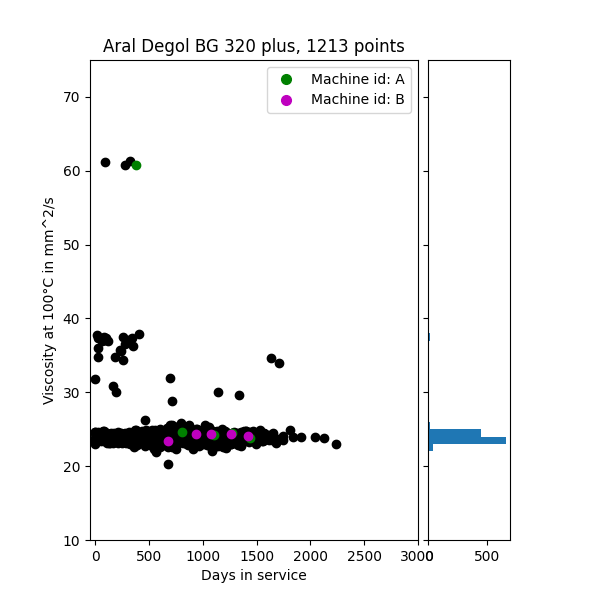 Aral Degol BG 320 plus, 1213 points
Machine id: A
Machine id: B
Viscosity at 100°C in mm^2/s
70
60
50
40
30
20
10
0 500 1000 1500 2000 2500 3000
0 500
Days in service